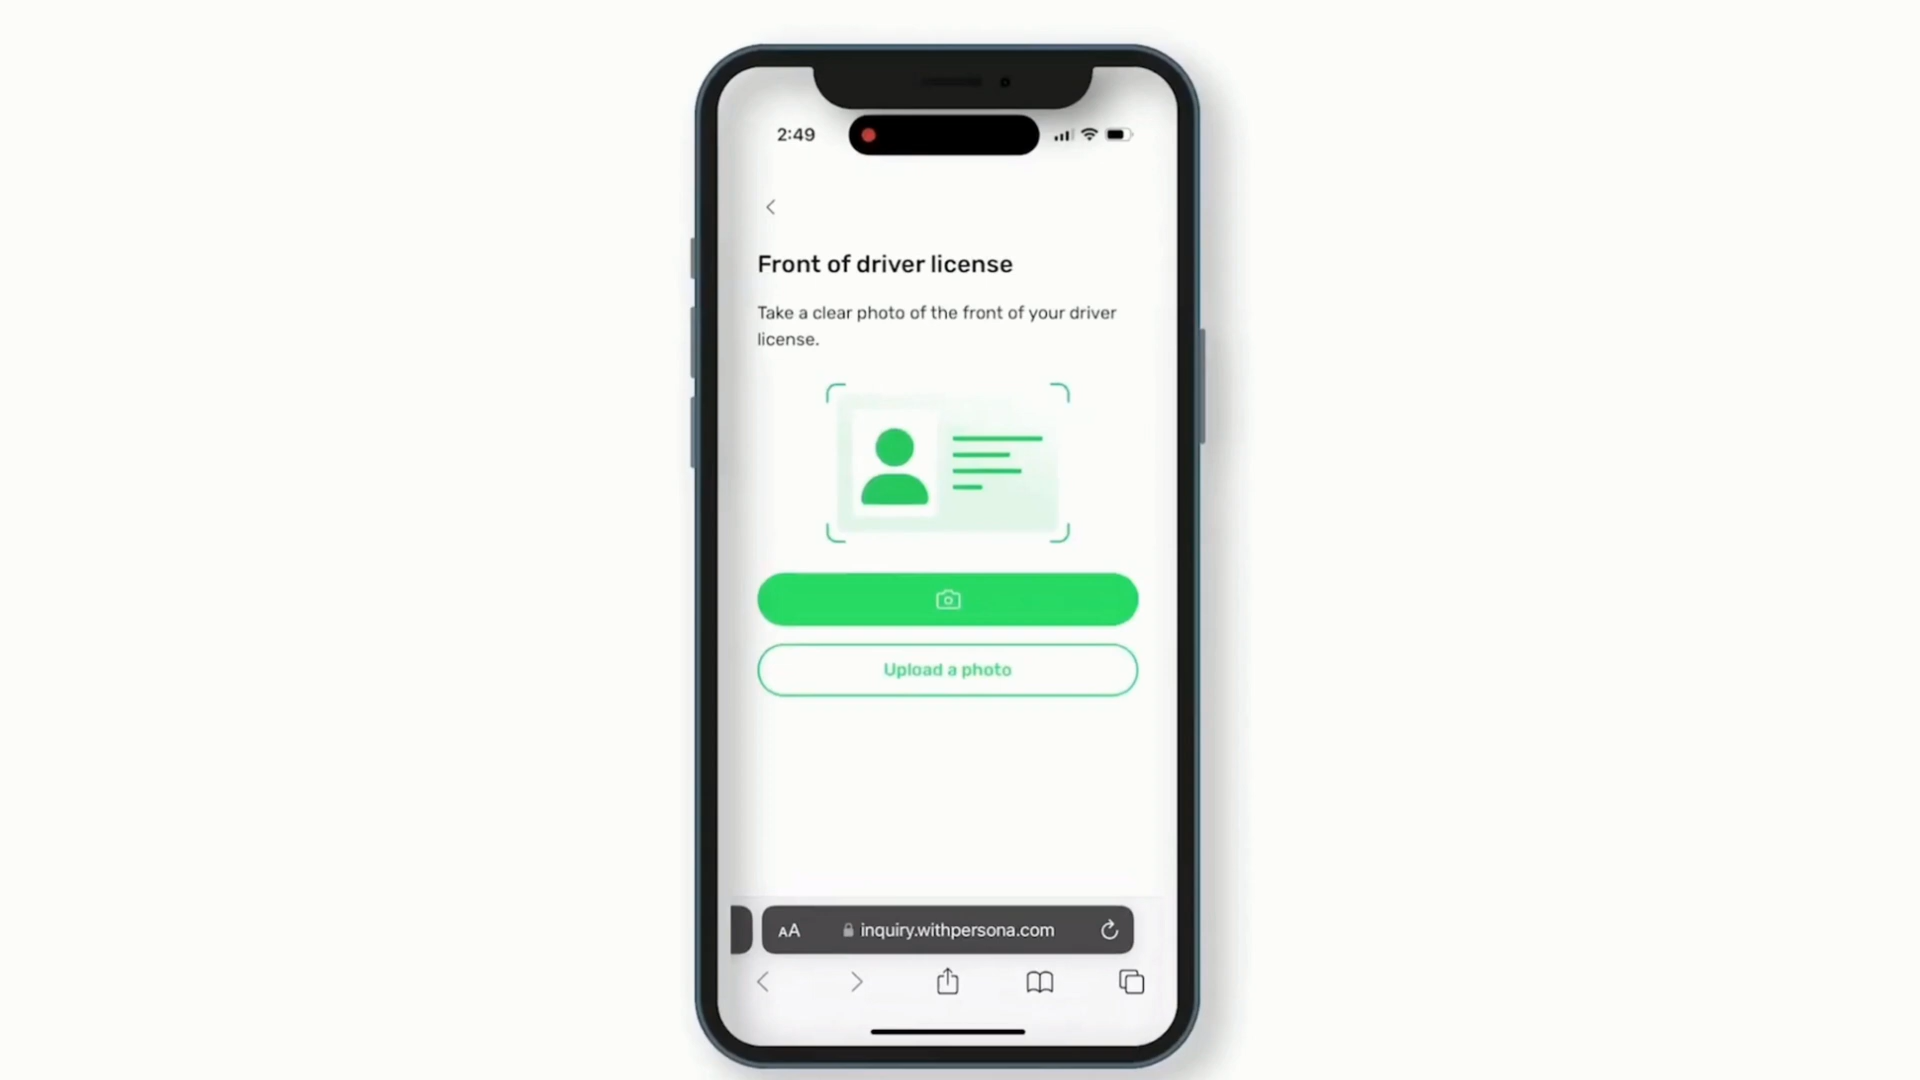 2:49
Front of driver license
Take a clear photo of the front of your driver
license.
Upload a photo
AA
inquiry.withpersona.com